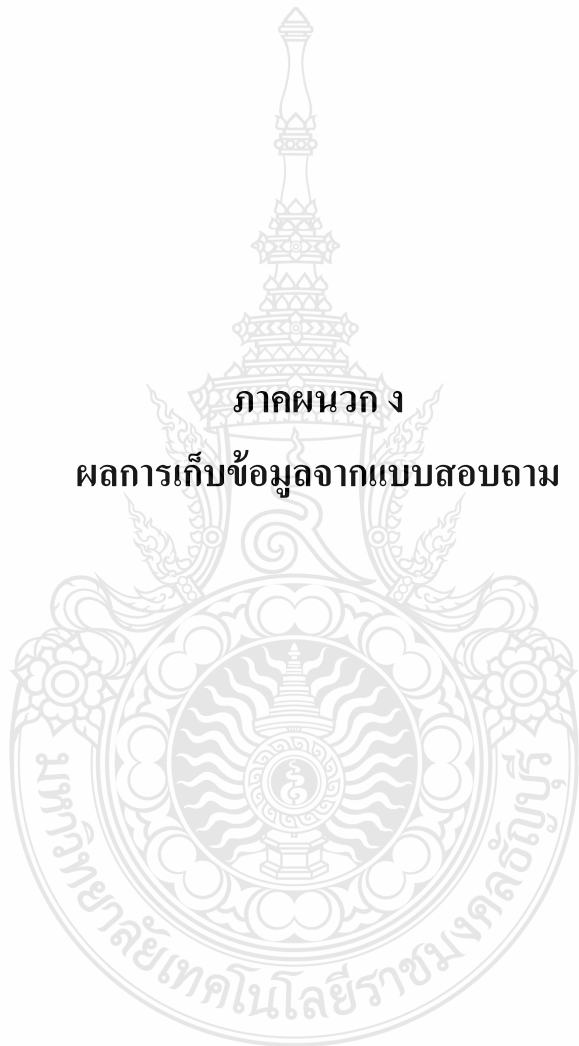 ภาคผนวก ง
ผลการเก็บข้อมูลจากแบบสอบถาม
มหาวิทยาลัยเทคโนโลยีราชมงคลธัญบุรี